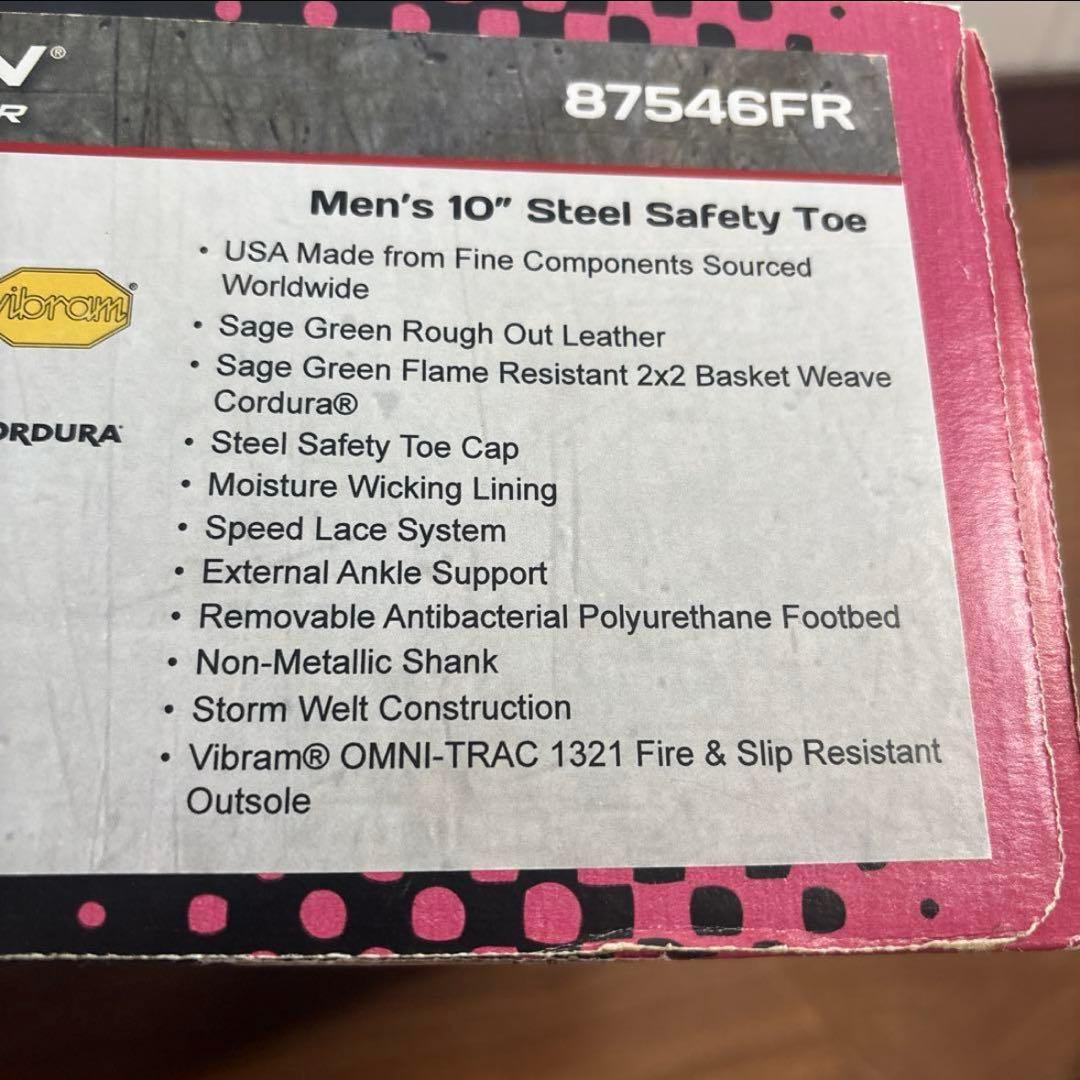 87546FR
Men's 10" Steel Safety Toe
• USA Made from Fine Components Sourced
Worldwide
• Sage Green Rough Out Leather
• Sage Green Flame Resistant 2x2 Basket Weave
Cordura®
• Steel Safety Toe Cap
• Moisture Wicking Lining
• Speed Lace System
• External Ankle Support
• Removable Antibacterial Polyurethane Footbed
• Non-Metallic Shank
• Storm Welt Construction
• Vibram® OMNI-TRAC 1321 Fire & Slip Resistant
Outsole
vibram®
ORDURA